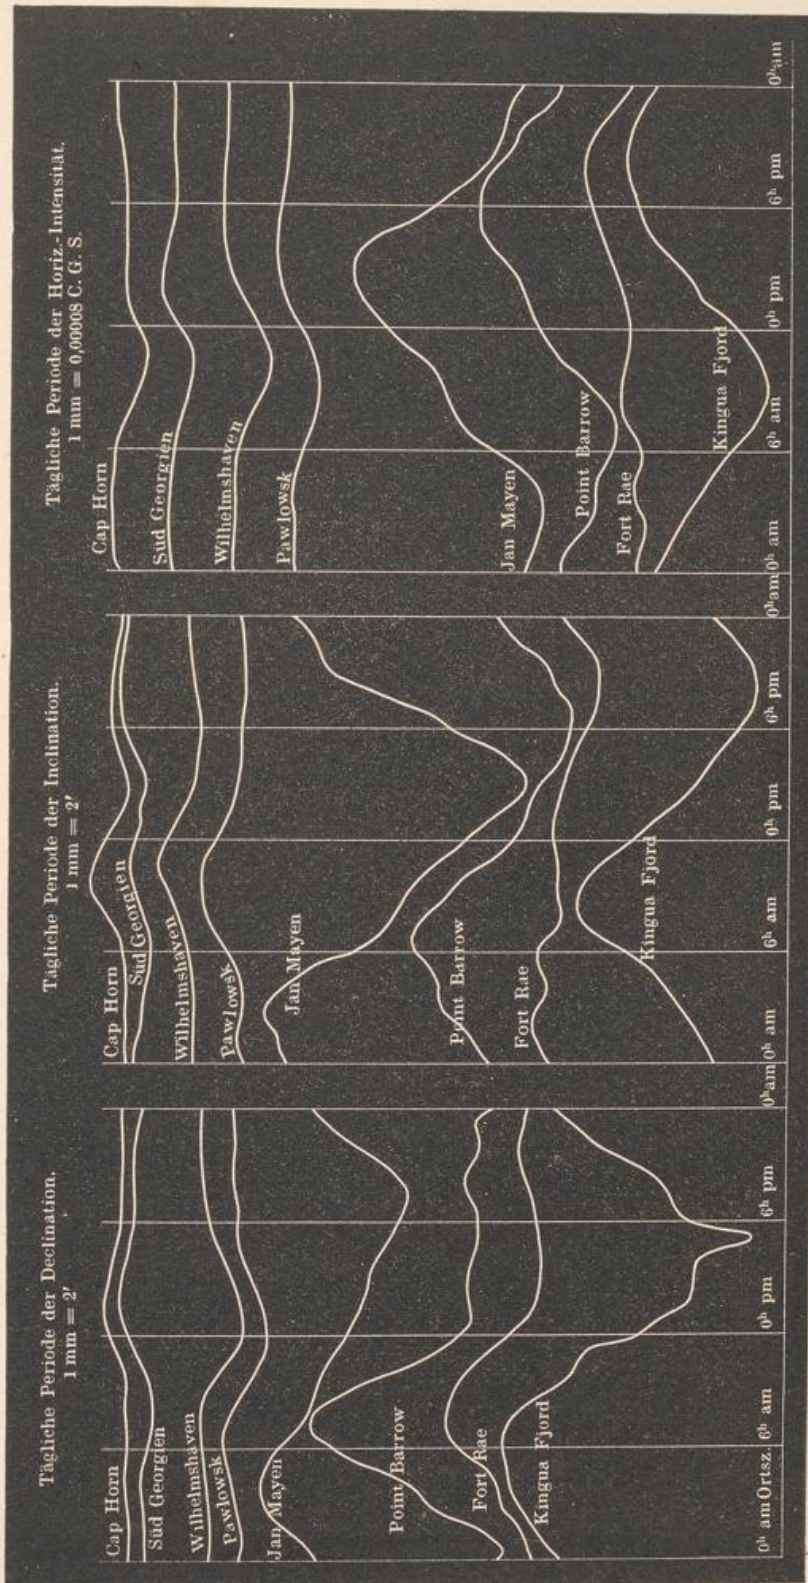 Tägliche Periode der Declination.
1 mm = 2'
Cap Horn
Süd Georgien
Wilhelmshaven
Pawlowsk
Jan Mayen
Point Barrow
Fort Rae
Kingua Fjord
0ʰ am Ortsz. 6ʰ am 0ʰ pm 6ʰ pm 0ʰ am
Tägliche Periode der Inclination.
1 mm = 2'
Cap Horn
Süd Georgien
Wilhelmshaven
Pawlowsk
Jan Mayen
Point Barrow
Fort Rae
Kingua Fjord
0ʰ am 6ʰ am 0ʰ pm 6ʰ pm 0ʰ am
Tägliche Periode der Horiz.-Intensität.
1 mm = 0,00008 C. G. S.
Cap Horn
Süd Georgien
Wilhelmshaven
Pawlowsk
Jan Mayen
Point Barrow
Fort Rae
Kingua Fjord
0ʰ am 6ʰ am 0ʰ pm 6ʰ pm 0ʰ am